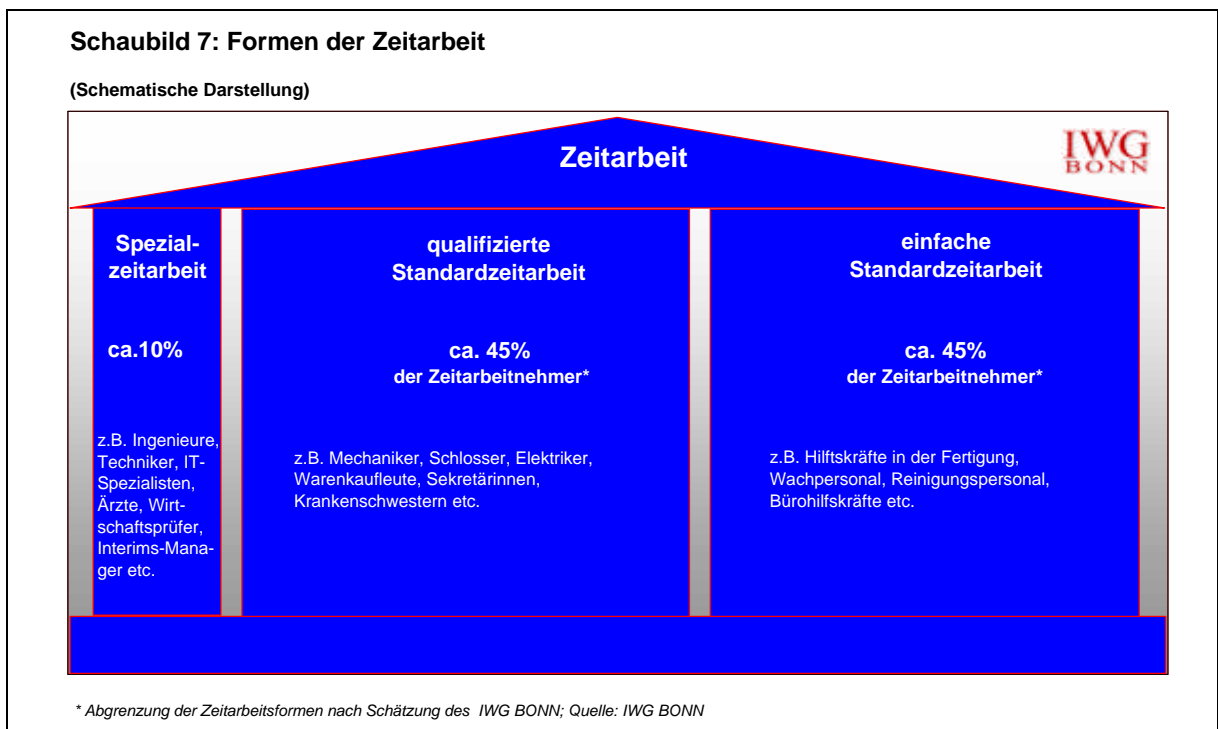 Schaubild 7: Formen der Zeitarbeit
(Schematische Darstellung)
Zeitarbeit
IWG
BONN
Spezial-
zeitarbeit
ca.10%
z.B. Ingenieure,
Techniker, IT-
Spezialisten,
Ärzte, Wirt-
schaftsprüfer,
Interims-Mana-
ger etc.
qualifizierte
Standardzeitarbeit
ca. 45%
der Zeitarbeitnehmer*
z.B. Mechaniker, Schlosser, Elektriker,
Warenkaufleute, Sekretärinnen,
Krankenschwestern etc.
einfache
Standardzeitarbeit
ca. 45%
der Zeitarbeitnehmer*
z.B. Hilftskräfte in der Fertigung,
Wachpersonal, Reinigungspersonal,
Bürohilfskräfte etc.
* Abgrenzung der Zeitarbeitsformen nach Schätzung des IWG BONN; Quelle: IWG BONN